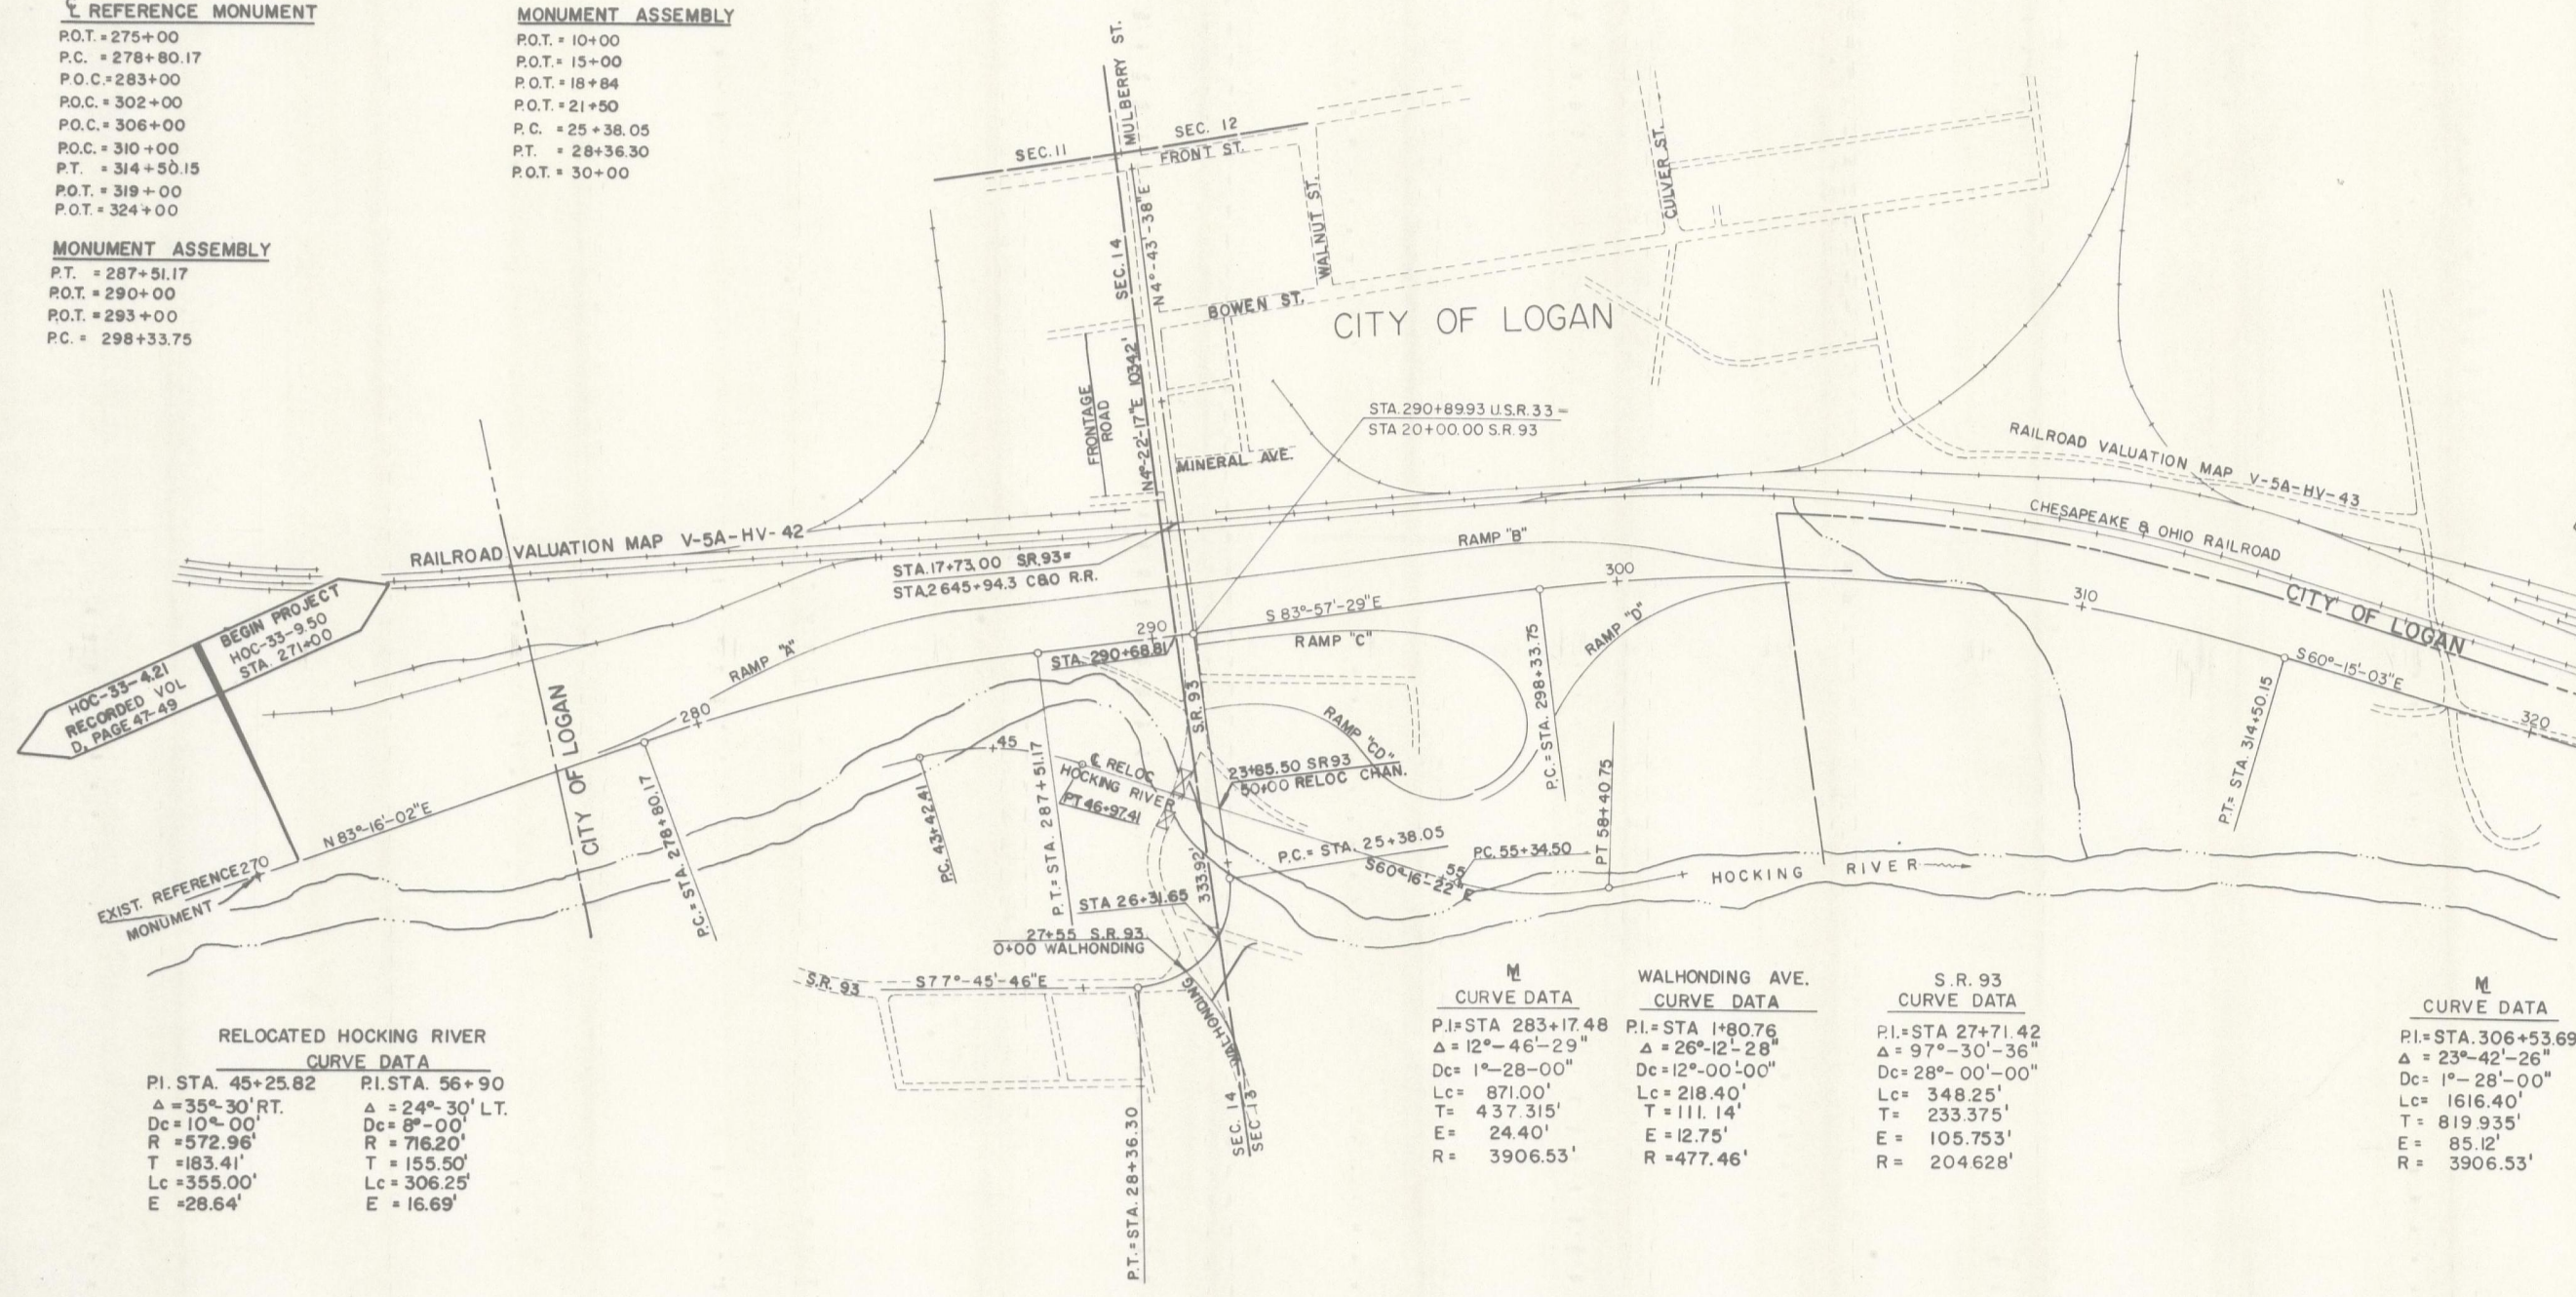 ℄ REFERENCE MONUMENT
P.O.T. = 275+00
P.C. = 278+80.17
P.O.C. = 283+00
P.O.C. = 302+00
P.O.C. = 306+00
P.O.C. = 310+00
P.T. = 314+50.15
P.O.T. = 319+00
P.O.T. = 324+00
MONUMENT ASSEMBLY
P.T. = 287+51.17
P.O.T. = 290+00
P.O.T. = 293+00
P.C. = 298+33.75
MONUMENT ASSEMBLY
P.O.T. = 10+00
P.O.T. = 15+00
P.O.T. = 18+84
P.O.T. = 21+50
P.C. = 25+38.05
P.T. = 28+36.30
P.O.T. = 30+00
MULBERRY ST.
SEC. 11
SEC. 12
FRONT ST.
SEC. 14
N4°-43'-38"E
WALNUT ST.
CULVER ST.
BOWEN ST.
CITY OF LOGAN
FRONTAGE
ROAD
N4°-22'-17"E 1034.2'
MINERAL AVE.
STA. 290+89.93 U.S.R. 33 =
STA 20+00.00 S.R. 93
RAILROAD VALUATION MAP V-5A-HV-43
CHESAPEAKE & OHIO RAILROAD
CITY OF LOGAN
RAILROAD VALUATION MAP V-5A-HV-42
STA. 17+73.00 S.R. 93 =
STA. 2645+94.3 C&O R.R.
RAMP "B"
300
310
320
S 83°-57'-29"E
RAMP "C"
RAMP "D"
290
STA. 290+68.81
RAMP "A"
280
BEGIN PROJECT
HOC-33-9.50
STA. 271+00
HOC-33-4.21
RECORDED VOL
D, PAGE 47-49
CITY OF LOGAN
N 83°-16'-02"E
270
EXIST. REFERENCE
MONUMENT
P.C. = STA. 278+80.17
P.C. 43+42.41
45
P.T. = STA. 287+51.17
℄ RELOC
HOCKING RIVER
PT 46+97.41
S.R. 93
RAMP "CD"
23+85.50 SR 93
50+00 RELOC CHAN.
P.C. = STA. 298+33.75
P.C. = STA. 25+38.05
PC. 55+34.50
55
S60°-16'-22"E
PT 58+40.75
HOCKING RIVER
S60°-15'-03"E
P.T. = STA. 314+50.15
333.92'
STA 26+31.65
27+55 S.R. 93
0+00 WALHONDING
S.R. 93
S77°-45'-46"E
WALHONDING
SEC. 14
SEC 13
P.T. = STA. 28+36.30
RELOCATED HOCKING RIVER
CURVE DATA
P.I. STA. 45+25.82
Δ = 35°-30' RT.
Dc = 10°-00'
R = 572.96'
T = 183.41'
Lc = 355.00'
E = 28.64'
P.I. STA. 56+90
Δ = 24°-30' LT.
Dc = 8°-00'
R = 716.20'
T = 155.50'
Lc = 306.25'
E = 16.69'
ML
CURVE DATA
P.I. = STA 283+17.48
Δ = 12°-46'-29"
Dc = 1°-28-00"
Lc = 871.00'
T = 437.315'
E = 24.40'
R = 3906.53'
WALHONDING AVE.
CURVE DATA
P.I. = STA 1+80.76
Δ = 26°-12'-28"
Dc = 12°-00'-00"
Lc = 218.40'
T = 111.14'
E = 12.75'
R = 477.46'
S.R. 93
CURVE DATA
P.I. = STA 27+71.42
Δ = 97°-30'-36"
Dc = 28°-00'-00"
Lc = 348.25'
T = 233.375'
E = 105.753'
R = 204.628'
ML
CURVE DATA
P.I. = STA. 306+53.69
Δ = 23°-42'-26"
Dc = 1°-28'-00"
Lc = 1616.40'
T = 819.935'
E = 85.12'
R = 3906.53'